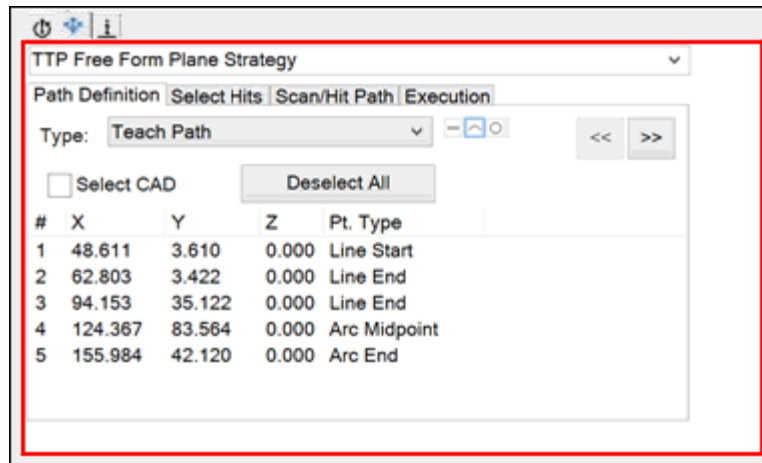 TTP Free Form Plane Strategy
Path Definition Select Hits Scan/Hit Path Execution
Type: Teach Path << >>
Select CAD Deselect All
# X Y Z Pt. Type
1 48.611 3.610 0.000 Line Start
2 62.803 3.422 0.000 Line End
3 94.153 35.122 0.000 Line End
4 124.367 83.564 0.000 Arc Midpoint
5 155.984 42.120 0.000 Arc End